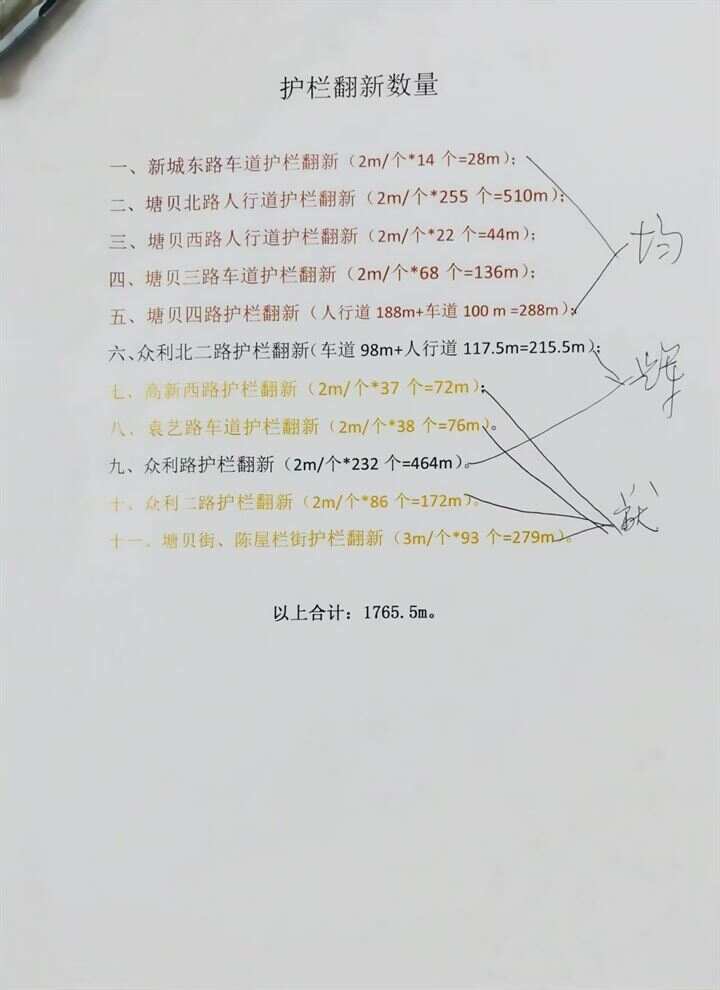 护栏翻新数量
一、新城东路车道护栏翻新（2m/个*14 个=28m）；
二、塘贝北路人行道护栏翻新（2m/个*255 个=510m）；
三、塘贝西路人行道护栏翻新（2m/个*22 个=44m）；
四、塘贝三路车道护栏翻新（2m/个*68 个=136m）；
五、塘贝四路护栏翻新（人行道 188m+车道 100 m =288m）；
均
六、众利北二路护栏翻新（车道 98m+人行道 117.5m=215.5m）；
辉
七、高新西路护栏翻新（2m/个*37 个=72m）；
八、袁艺路车道护栏翻新（2m/个*38 个=76m）。
九、众利路护栏翻新（2m/个*232 个=464m）。
十、众利二路护栏翻新（2m/个*86 个=172m）。
十一、塘贝街、陈屋栏街护栏翻新（3m/个*93 个=279m）。
以上合计：1765.5m。